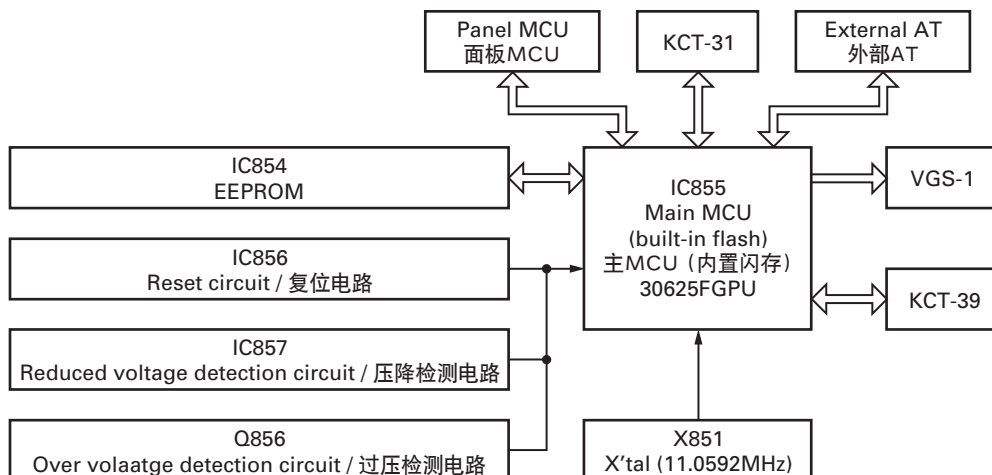 Panel MCU
面板MCU
KCT-31
External AT
外部AT
IC854
EEPROM
IC855
Main MCU
(built-in flash)
主MCU（内置闪存）
30625FGPU
VGS-1
IC856
Reset circuit / 复位电路
KCT-39
IC857
Reduced voltage detection circuit / 压降检测电路
Q856
Over volaatge detection circuit / 过压检测电路
X851
X'tal (11.0592MHz)